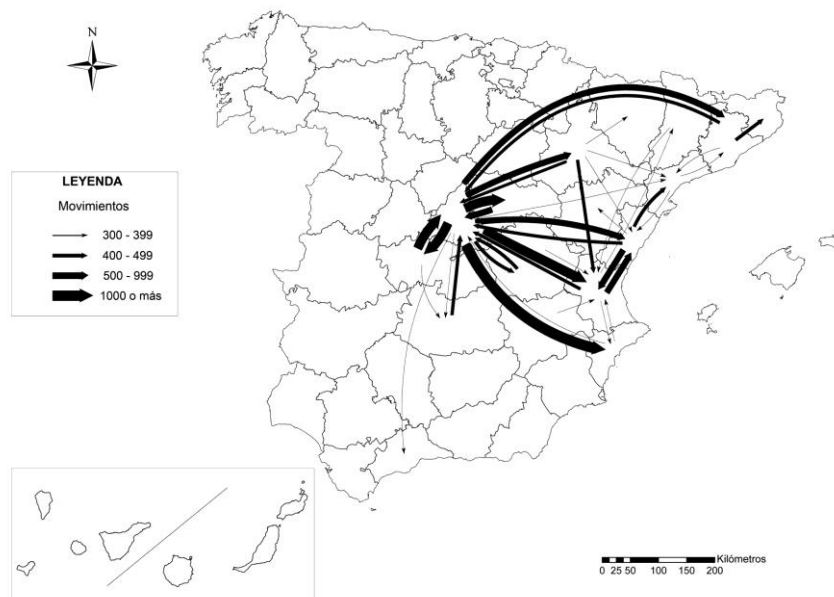 N
LEYENDA
Movimientos
300 - 399
400 - 499
500 - 999
1000 o más
Kilómetros
0 25 50 100 150 200